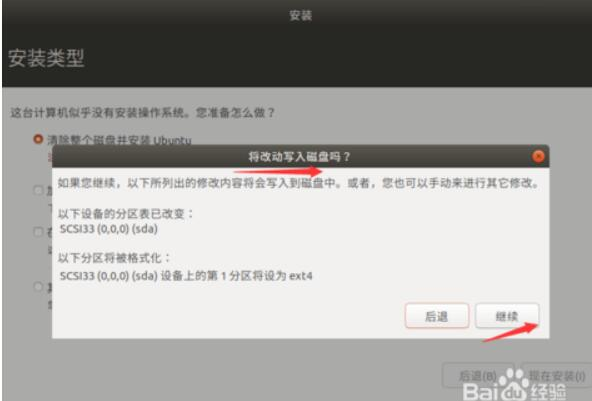 安装
安装类型
这台计算机似乎没有安装操作系统。您准备怎么做？
清除整个磁盘并安装 Ubuntu
将改动写入磁盘吗？
如果您继续，以下所列出的修改内容将会写入到磁盘中。或者，您也可以手动来进行其它修改。
以下设备的分区表已改变：
SCSI33 (0,0,0) (sda)
以下分区将被格式化：
SCSI33 (0,0,0) (sda) 设备上的第 1 分区将设为 ext4
后退
继续
后退(B)
现在安装(I)
Baidu经验